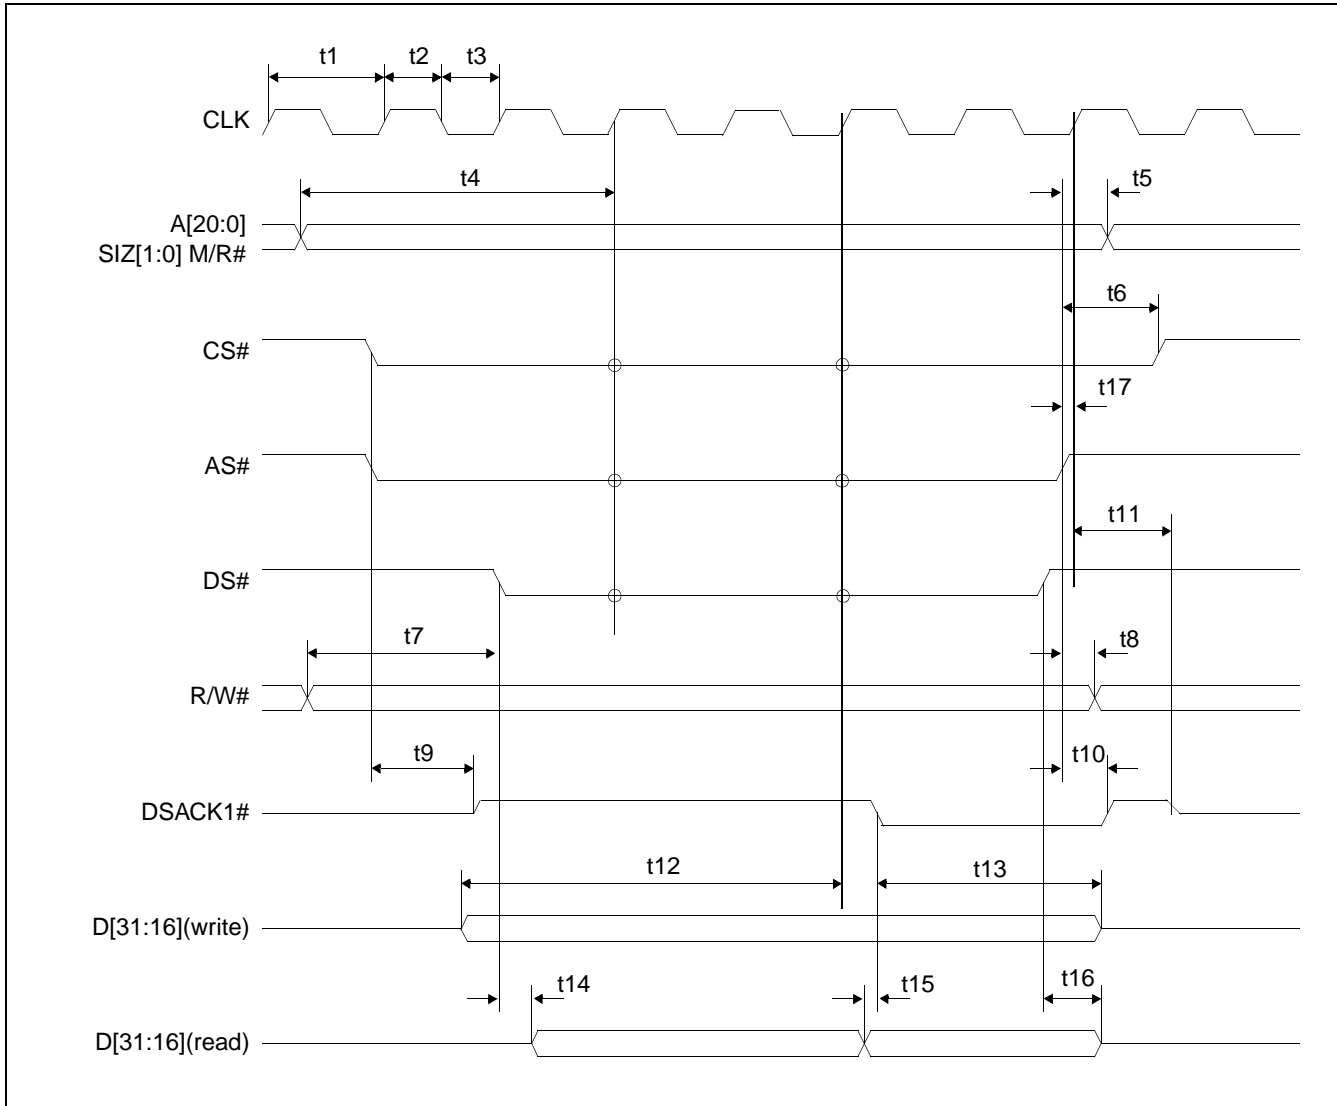 t1 t2 t3
CLK
t4 t5
A[20:0]
SIZ[1:0] M/R#
t6
CS#
t17
AS#
t11
DS#
t7 t8
R/W#
t9 t10
DSACK1#
t12 t13
D[31:16](write)
t14 t15 t16
D[31:16](read)